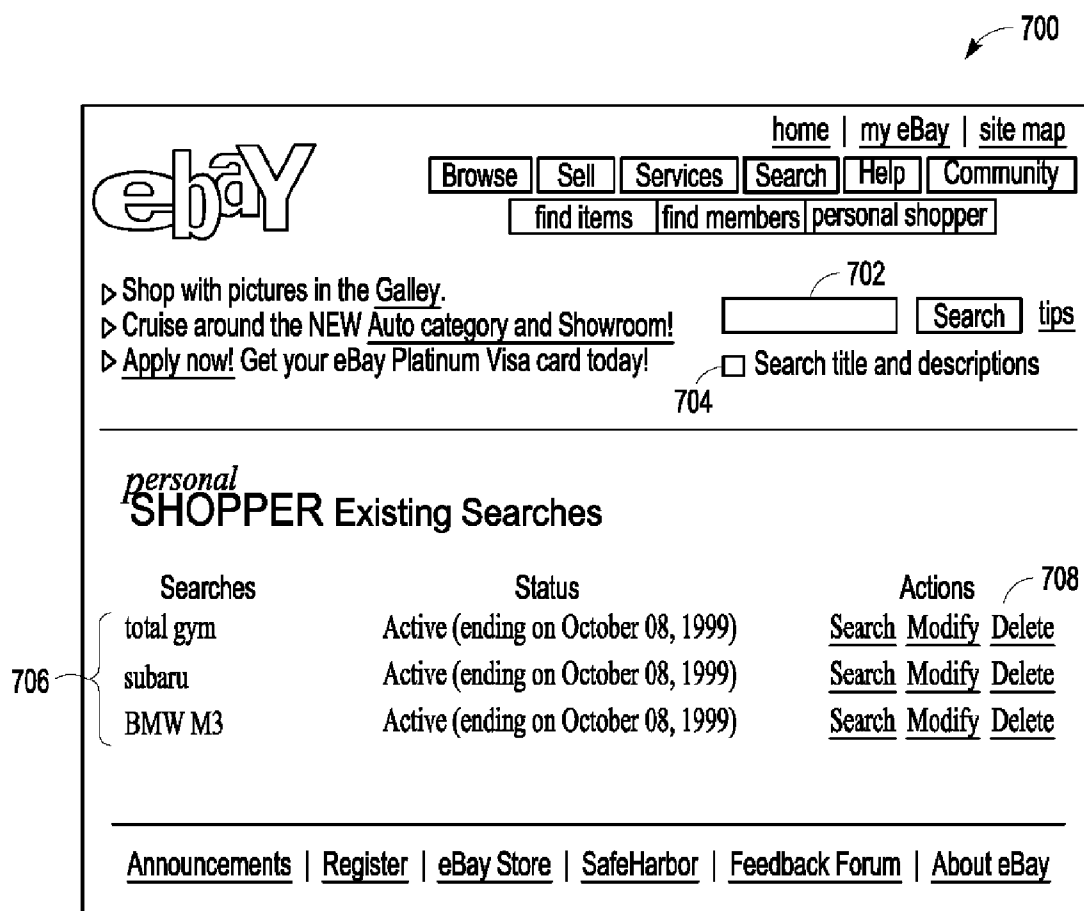 700
home | my eBay | site map
ebaY
Browse Sell Services Search Help Community
find items find members personal shopper
Shop with pictures in the Galley.
Cruise around the NEW Auto category and Showroom!
Apply now! Get your eBay Platinum Visa card today!
702
Search tips
Search title and descriptions
704
personal
SHOPPER Existing Searches
Searches Status Actions 708
total gym Active (ending on October 08, 1999) Search Modify Delete
706 subaru Active (ending on October 08, 1999) Search Modify Delete
BMW M3 Active (ending on October 08, 1999) Search Modify Delete
Announcements | Register | eBay Store | SafeHarbor | Feedback Forum | About eBay